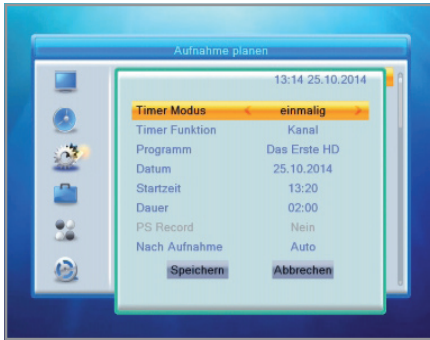 Aufnahme planen
13:14 25.10.2014
Timer Modus einmalig
Timer Funktion Kanal
Programm Das Erste HD
Datum 25.10.2014
Startzeit 13:20
Dauer 02:00
PS Record Nein
Nach Aufnahme Auto
Speichern Abbrechen